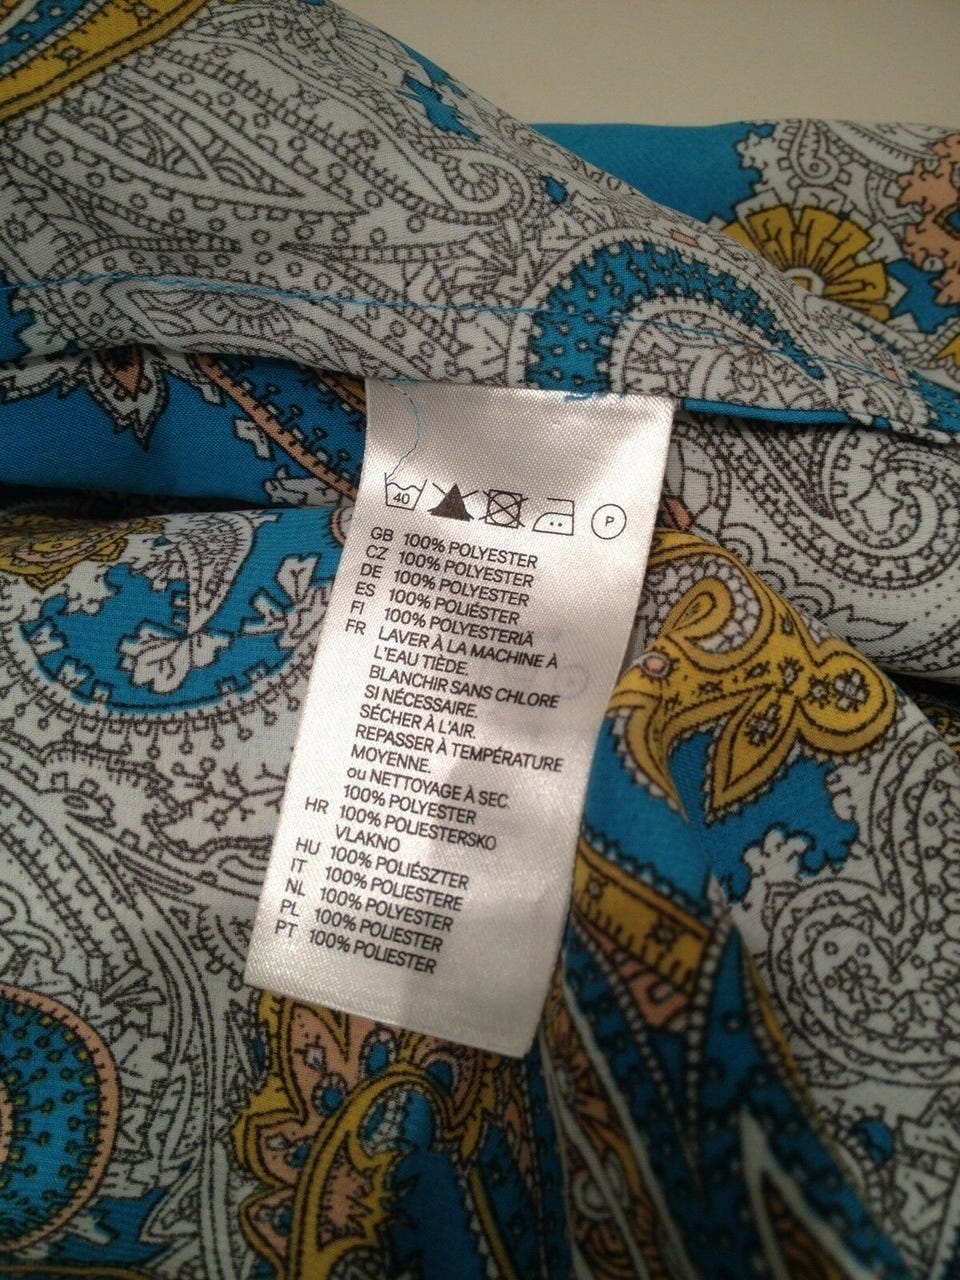 40 P
GB 100% POLYESTER
CZ 100% POLYESTER
DE 100% POLYESTER
ES 100% POLIÉSTER
FI 100% POLYESTERIÄ
FR LAVER À LA MACHINE À
L'EAU TIÈDE.
BLANCHIR SANS CHLORE
SI NÉCESSAIRE.
SÉCHER À L'AIR.
REPASSER À TEMPÉRATURE
MOYENNE.
ou NETTOYAGE À SEC.
100% POLYESTER
HR 100% POLIESTERSKO
VLAKNO
HU 100% POLIÉSZTER
IT 100% POLIESTERE
NL 100% POLYESTER
PL 100% POLIESTER
PT 100% POLIESTER